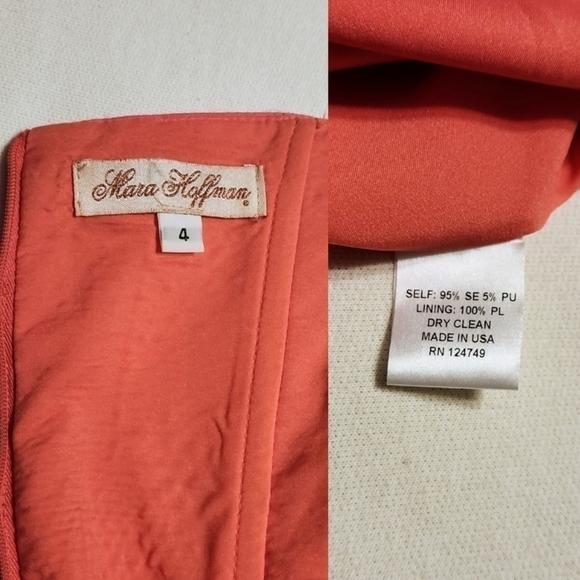 Mara Hoffman
4
SELF: 95% SE 5% PU
LINING: 100% PL
DRY CLEAN
MADE IN USA
RN 124749